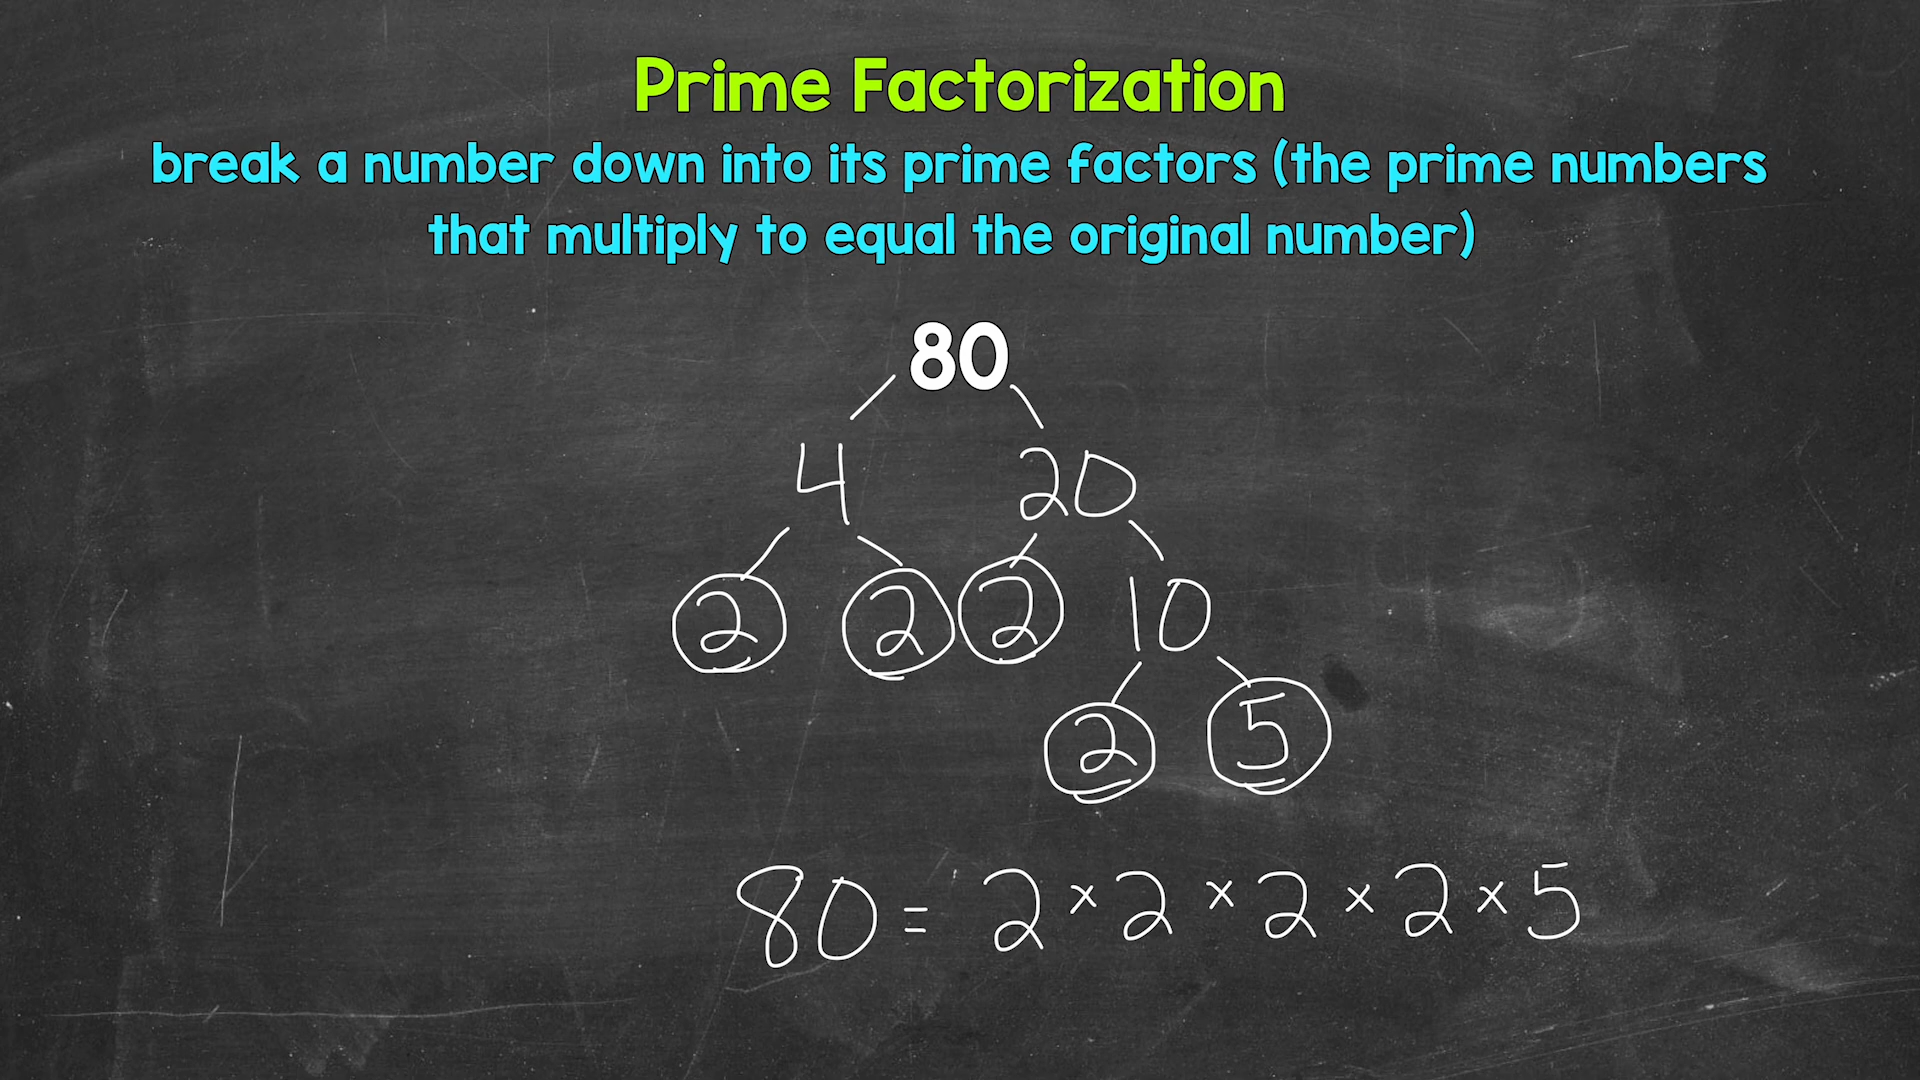 Prime Factorization
break a number down into its prime factors (the prime numbers
that multiply to equal the original number)
80
4 20
2 2 2 10
2 5
80 = 2 × 2 × 2 × 2 × 5